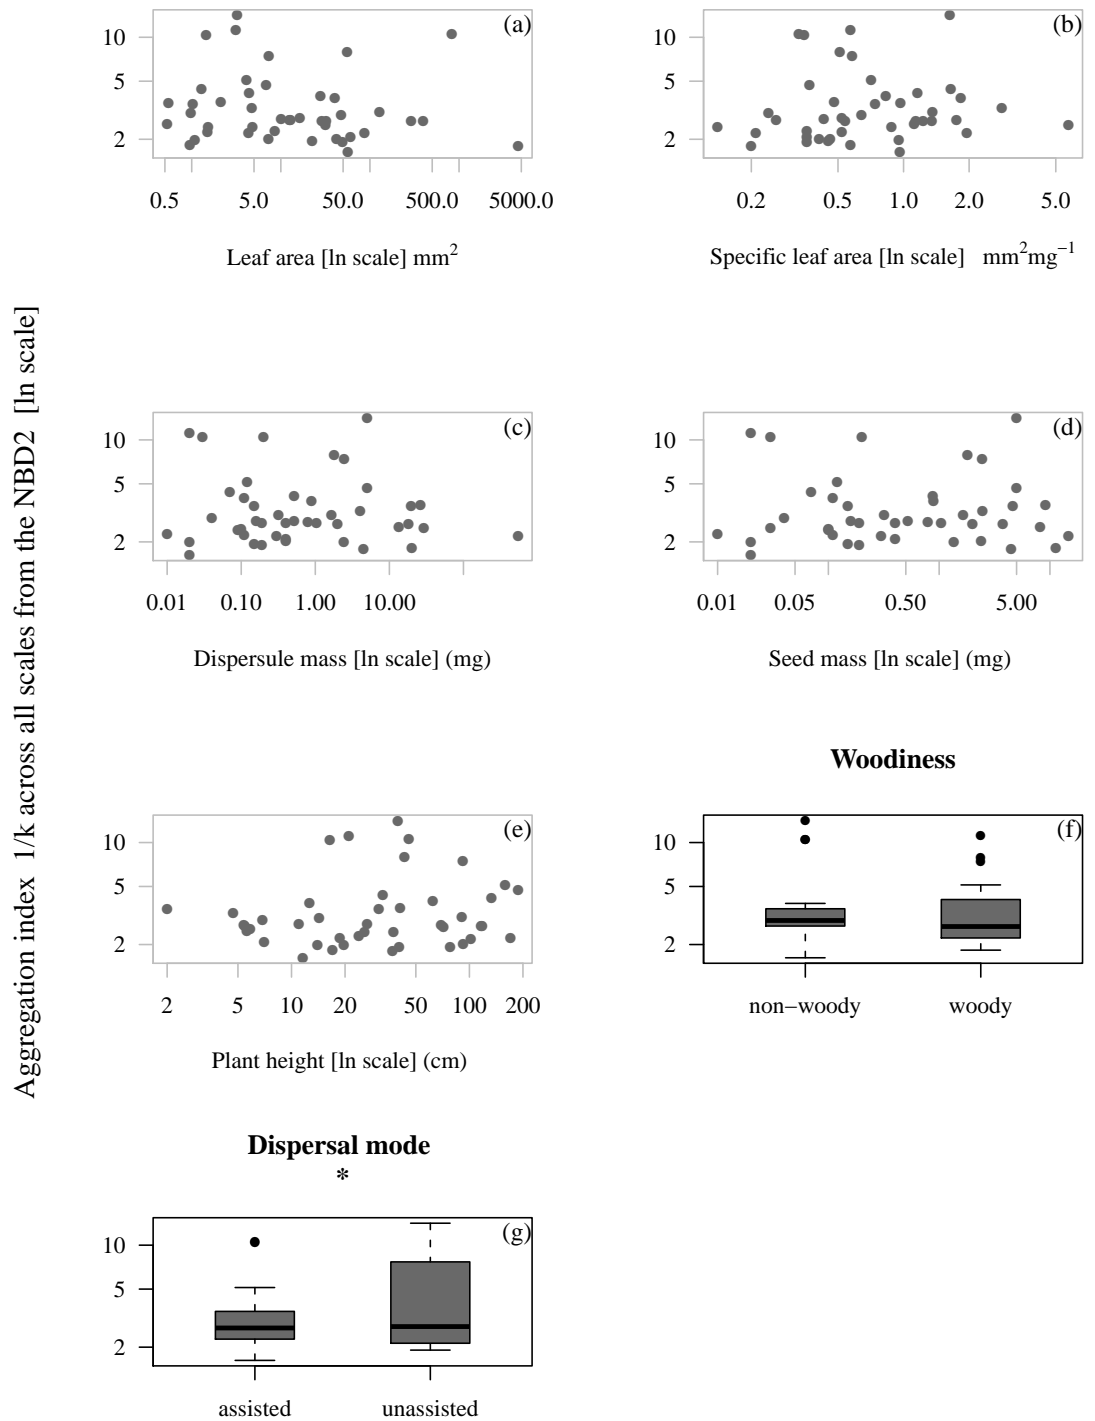 Aggregation index 1/k across all scales from the NBD2 [ln scale]
(a)
10
5
2
0.5 5.0 50.0 500.0 5000.0
Leaf area [ln scale] mm²
(b)
10
5
2
0.2 0.5 1.0 2.0 5.0
Specific leaf area [ln scale] mm²mg⁻¹
(c)
10
5
2
0.01 0.10 1.00 10.00
Dispersule mass [ln scale] (mg)
(d)
10
5
2
0.01 0.05 0.50 5.00
Seed mass [ln scale] (mg)
(e)
10
5
2
2 5 10 20 50 100 200
Plant height [ln scale] (cm)
Woodiness
(f)
10
5
2
non−woody woody
Dispersal mode
*
(g)
10
5
2
assisted unassisted